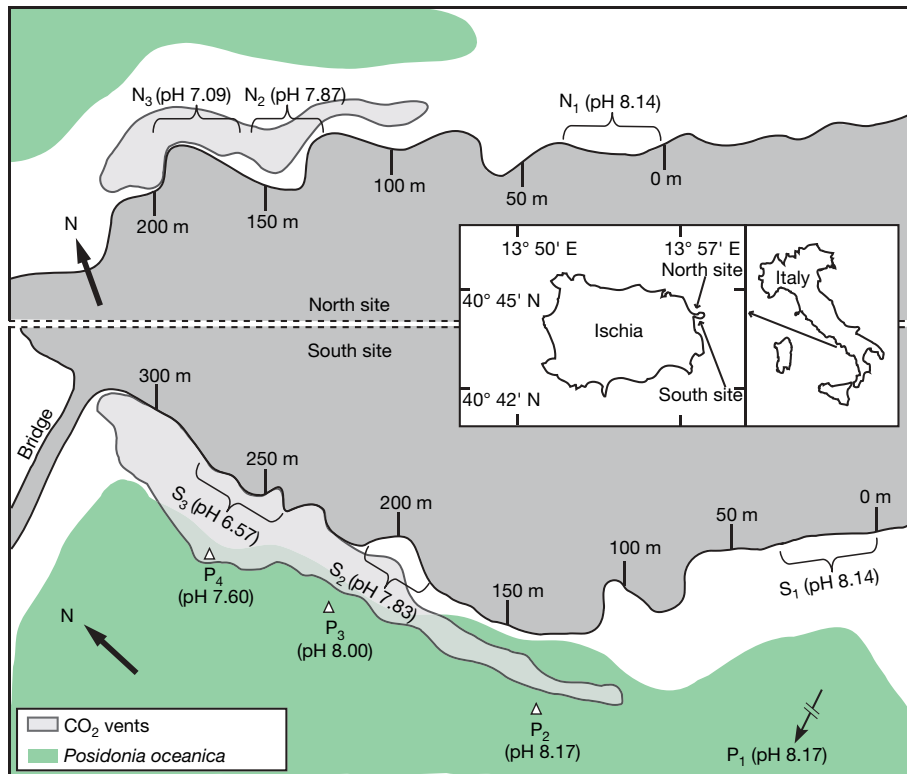 N₃ (pH 7.09)
N₂ (pH 7.87)
N₁ (pH 8.14)
200 m
150 m
100 m
50 m
0 m
N
North site
South site
13° 50' E
13° 57' E
North site
40° 45' N
Ischia
40° 42' N
South site
Italy
Bridge
300 m
250 m
200 m
150 m
100 m
50 m
0 m
S₃ (pH 6.57)
S₂ (pH 7.83)
S₁ (pH 8.14)
P₄
(pH 7.60)
P₃
(pH 8.00)
P₂
(pH 8.17)
P₁ (pH 8.17)
N
CO₂ vents
Posidonia oceanica